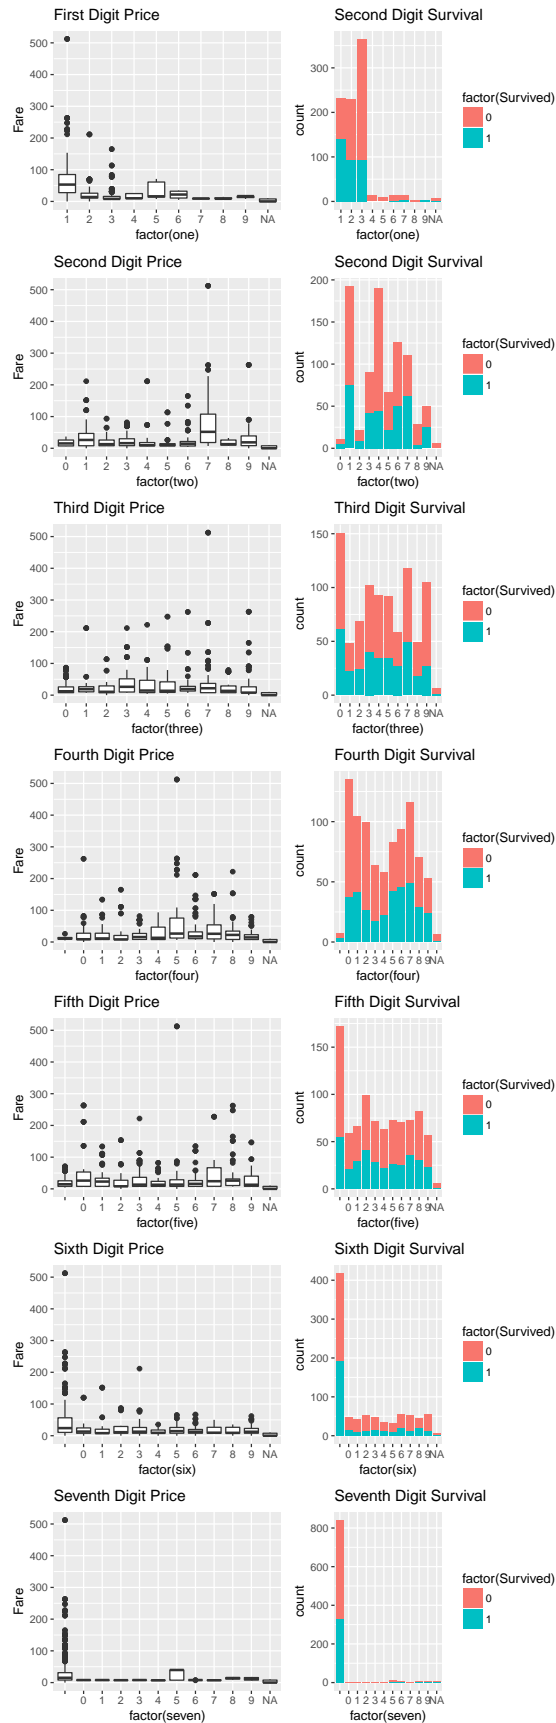 First Digit Price
Second Digit Survival
500
400
300
200
100
0
Fare
1 2 3 4 5 6 7 8 9 NA
factor(one)
300
200
100
0
count
1 2 3 4 5 6 7 8 9 NA
factor(one)
factor(Survived)
0
1
Second Digit Price
Second Digit Survival
500
400
300
200
100
0
Fare
0 1 2 3 4 5 6 7 8 9 NA
factor(two)
200
150
100
50
0
count
0 1 2 3 4 5 6 7 8 9 NA
factor(two)
factor(Survived)
0
1
Third Digit Price
Third Digit Survival
500
400
300
200
100
0
Fare
0 1 2 3 4 5 6 7 8 9 NA
factor(three)
150
100
50
0
count
0 1 2 3 4 5 6 7 8 9 NA
factor(three)
factor(Survived)
0
1
Fourth Digit Price
Fourth Digit Survival
500
400
300
200
100
0
Fare
0 1 2 3 4 5 6 7 8 9 NA
factor(four)
100
50
0
count
0 1 2 3 4 5 6 7 8 9 NA
factor(four)
factor(Survived)
0
1
Fifth Digit Price
Fifth Digit Survival
500
400
300
200
100
0
Fare
0 1 2 3 4 5 6 7 8 9 NA
factor(five)
150
100
50
0
count
0 1 2 3 4 5 6 7 8 9 NA
factor(five)
factor(Survived)
0
1
Sixth Digit Price
Sixth Digit Survival
500
400
300
200
100
0
Fare
0 1 2 3 4 5 6 7 8 9 NA
factor(six)
400
300
200
100
0
count
0 1 2 3 4 5 6 7 8 9 NA
factor(six)
factor(Survived)
0
1
Seventh Digit Price
Seventh Digit Survival
500
400
300
200
100
0
Fare
0 1 2 3 4 5 6 7 8 9 NA
factor(seven)
800
600
400
200
0
count
0 1 2 3 4 5 6 7 8 9 NA
factor(seven)
factor(Survived)
0
1